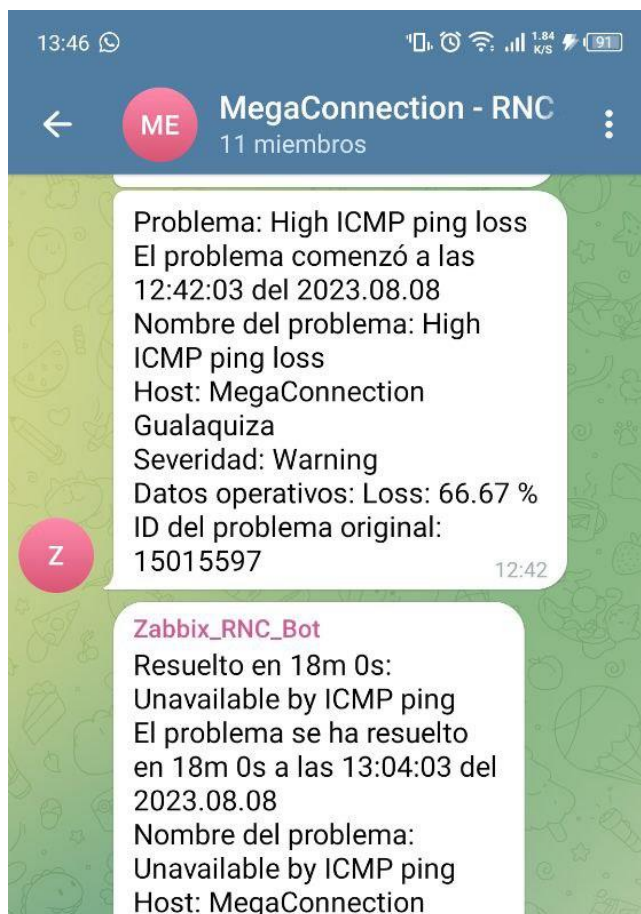 13:46
1.84
K/S
91
ME
MegaConnection - RNC
11 miembros
Problema: High ICMP ping loss
El problema comenzó a las
12:42:03 del 2023.08.08
Nombre del problema: High
ICMP ping loss
Host: MegaConnection
Gualaquiza
Severidad: Warning
Datos operativos: Loss: 66.67 %
ID del problema original:
15015597
12:42
Z
Zabbix_RNC_Bot
Resuelto en 18m 0s:
Unavailable by ICMP ping
El problema se ha resuelto
en 18m 0s a las 13:04:03 del
2023.08.08
Nombre del problema:
Unavailable by ICMP ping
Host: MegaConnection